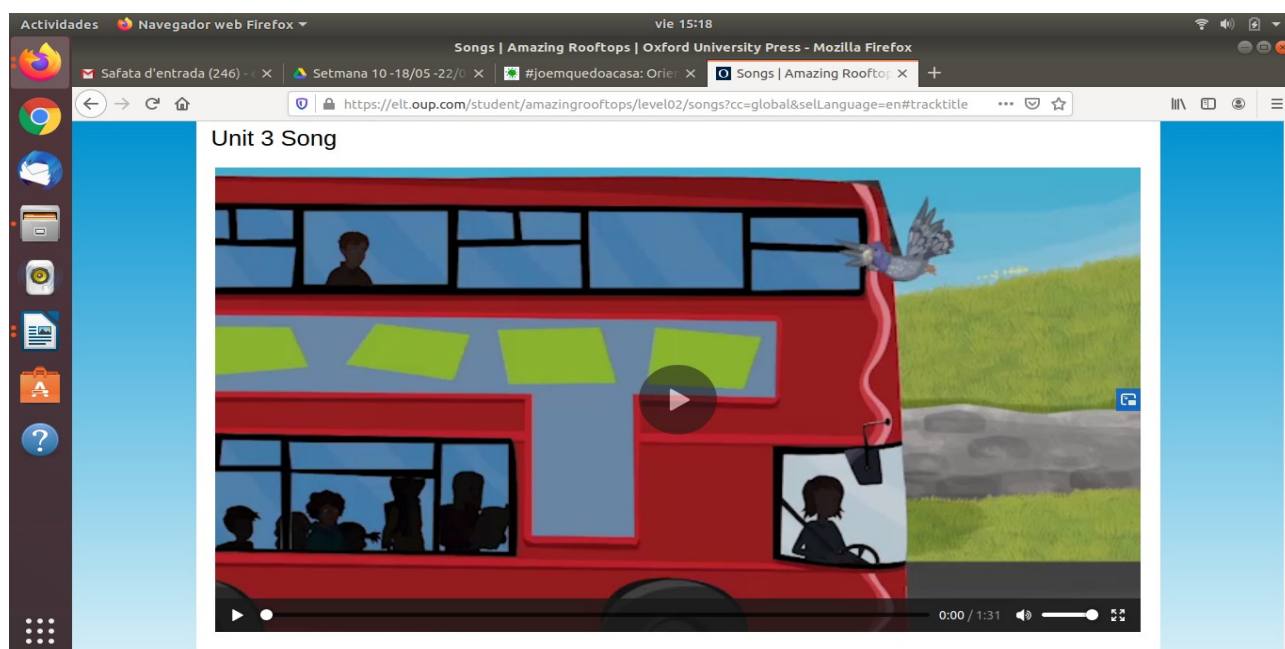 Actividades Navegador web Firefox vie 15:18
Songs | Amazing Rooftops | Oxford University Press - Mozilla Firefox
Safata d'entrada (246) - Setmana 10 -18/05 -22/0 #joemquedoacasa: Orien Songs | Amazing Rooftop
https://elt.oup.com/student/amazingrooftops/level02/songs?cc=global&selLanguage=en#tracktitle
Unit 3 Song
0:00 / 1:31